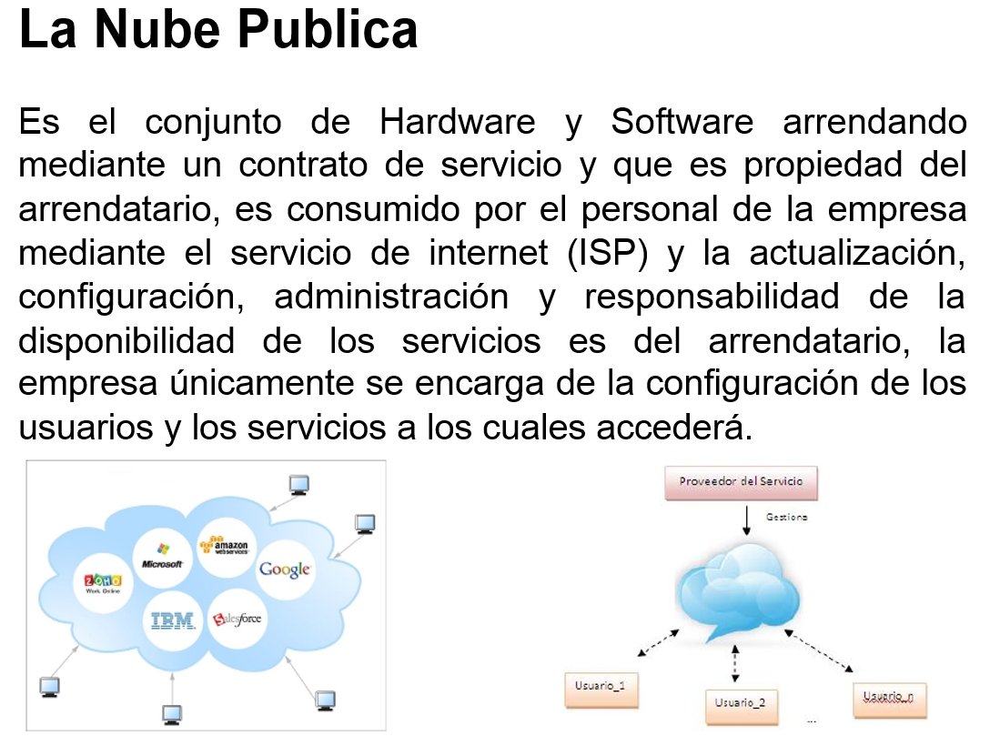 La Nube Publica
Es el conjunto de Hardware y Software arrendando
mediante un contrato de servicio y que es propiedad del
arrendatario, es consumido por el personal de la empresa
mediante el servicio de internet (ISP) y la actualización,
configuración, administración y responsabilidad de la
disponibilidad de los servicios es del arrendatario, la
empresa únicamente se encarga de la configuración de los
usuarios y los servicios a los cuales accederá.
amazon
webservices
Microsoft
Google
ZOHO
Work. Online
IBM
Salesforce
Proveedor del Servicio
Gestiona
Usuario_1
Usuario_2
...
Usuario_n